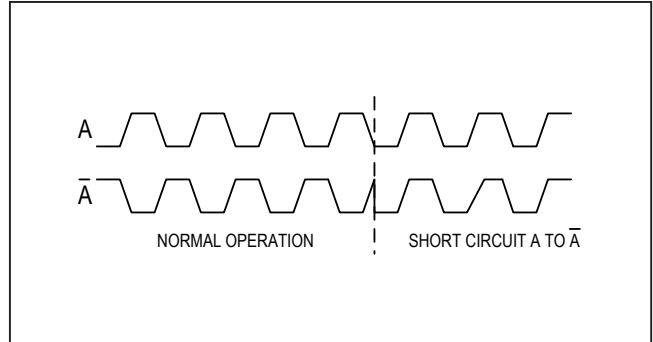 A
A̅
NORMAL OPERATION
SHORT CIRCUIT A TO A̅